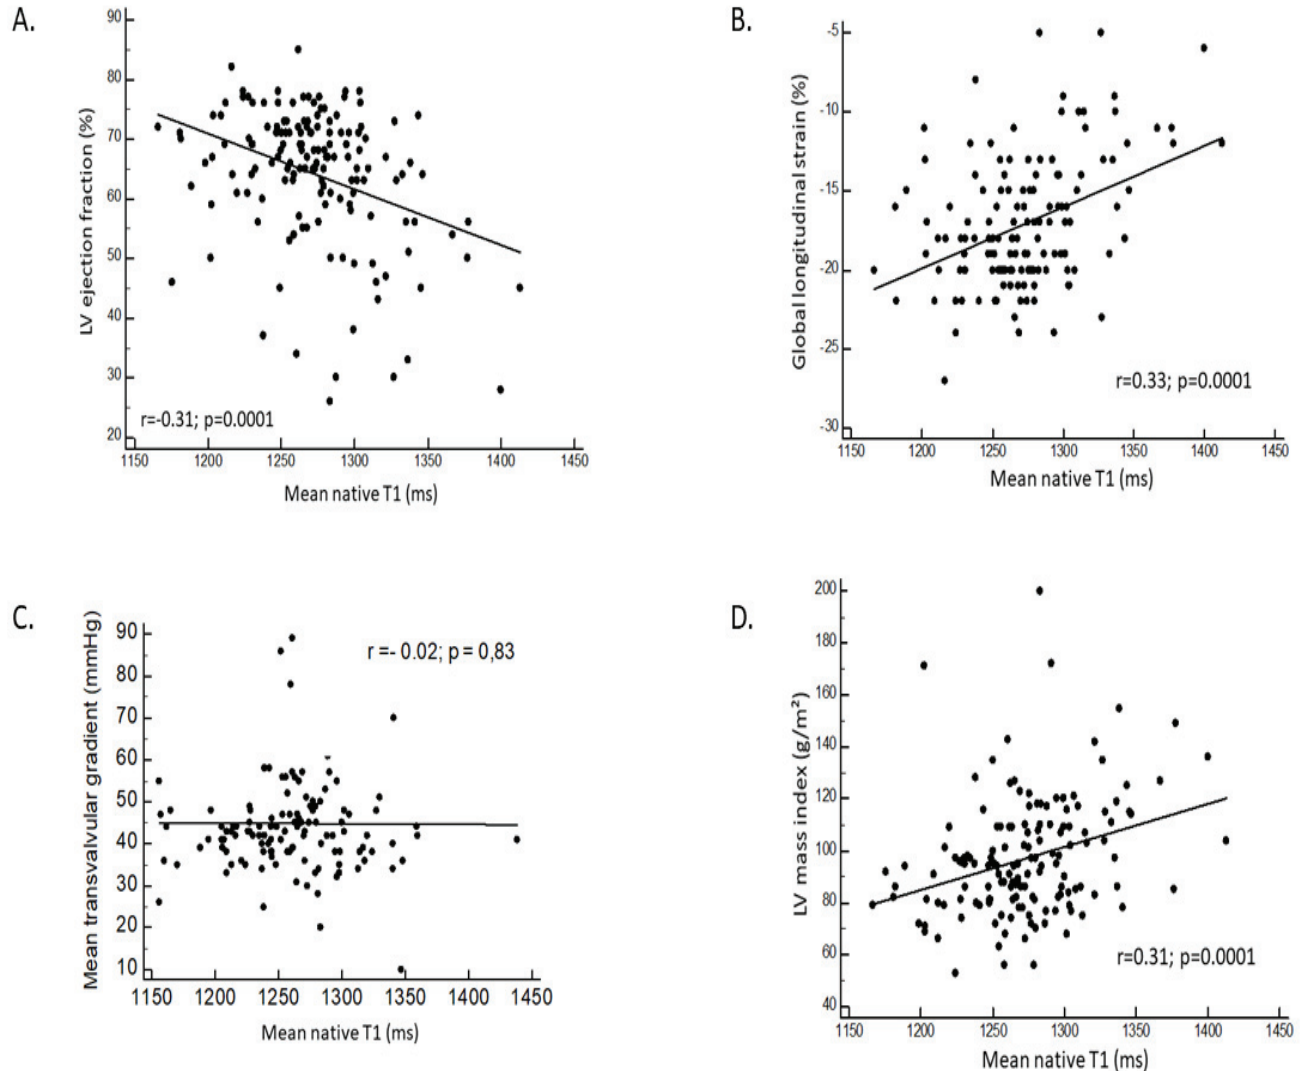 A.
LV ejection fraction (%)
90
80
70
60
50
40
30
20
r=-0.31; p=0.0001
1150 1200 1250 1300 1350 1400 1450
Mean native T1 (ms)
B.
Global longitudinal strain (%)
-5
-10
-15
-20
-25
-30
r=0.33; p=0.0001
1150 1200 1250 1300 1350 1400 1450
Mean native T1 (ms)
C.
Mean transvalvular gradient (mmHg)
90
80
70
60
50
40
30
20
10
r =- 0.02; p = 0,83
1150 1200 1250 1300 1350 1400 1450
Mean native T1 (ms)
D.
LV mass index (g/m²)
200
180
160
140
120
100
80
60
40
r=0.31; p=0.0001
1150 1200 1250 1300 1350 1400 1450
Mean native T1 (ms)